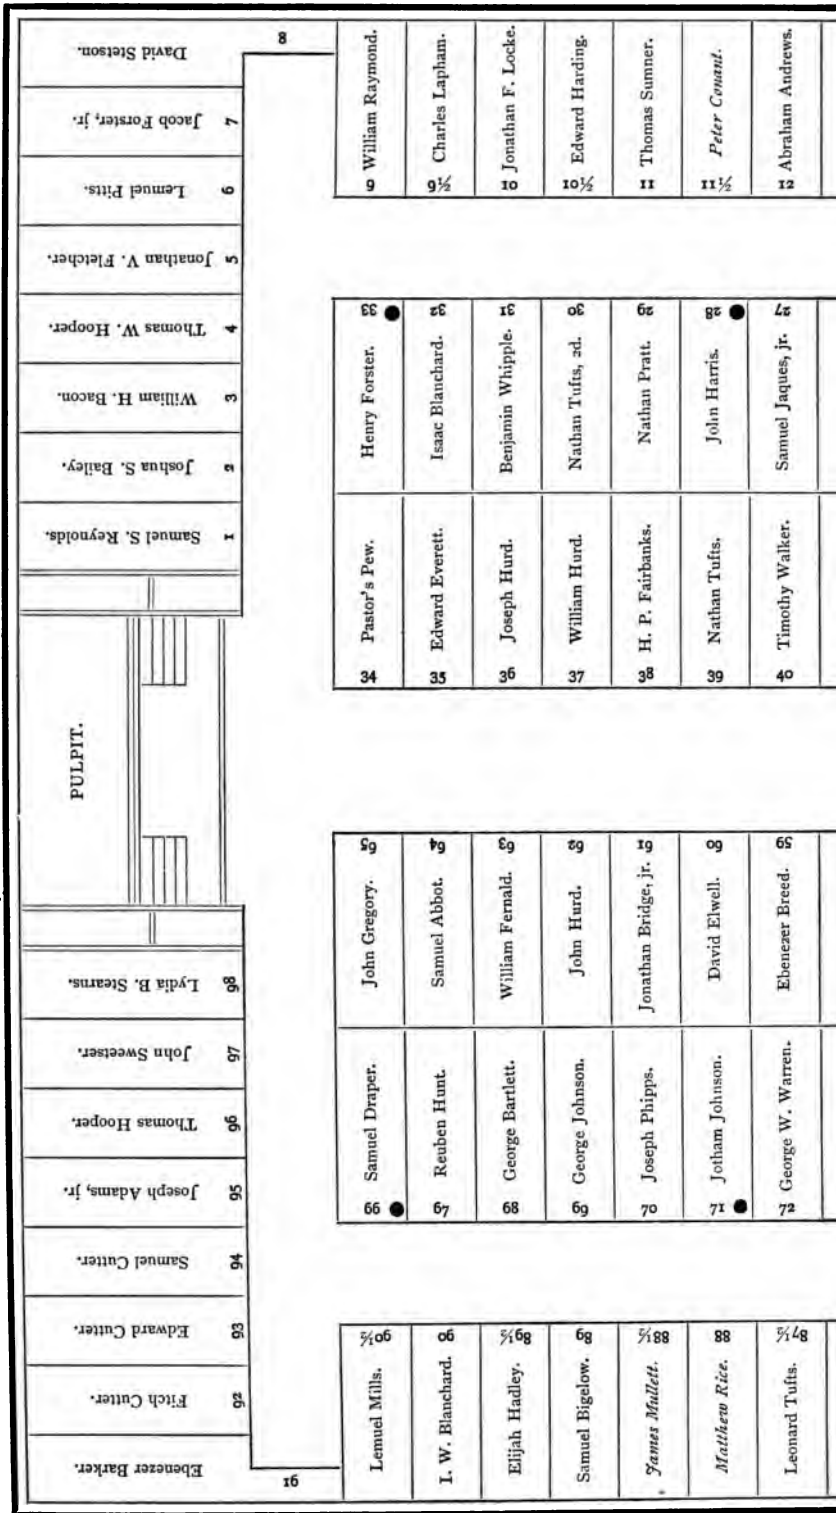 David Stetson. 8
Jacob Forster, jr. 7
Lemuel Pitts. 6
Jonathan V. Fletcher. 5
Thomas W. Hooper. 4
William H. Bacon. 3
Joshua S. Bailey. 2
Samuel S. Reynolds. 1
PULPIT.
Lydia B. Stearns. 98
John Sweetser. 97
Thomas Hooper. 96
Joseph Adams, jr. 95
Samuel Cutter. 94
Edward Cutter. 93
Fitch Cutter. 92
Ebenezer Barker. 91
9 William Raymond.
9½ Charles Lapham.
10 Jonathan F. Locke.
10½ Edward Harding.
11 Thomas Sumner.
11½ Peter Conant.
12 Abraham Andrews.
Henry Forster. 33
Isaac Blanchard. 32
Benjamin Whipple. 31
Nathan Tufts, 2d. 30
Nathan Pratt. 29
John Harris. 28
Samuel Jaques, jr. 27
34 Pastor's Pew.
35 Edward Everett.
36 Joseph Hurd.
37 William Hurd.
38 H. P. Fairbanks.
39 Nathan Tufts.
40 Timothy Walker.
John Gregory. 65
Samuel Abbot. 64
William Fernald. 63
John Hurd. 62
Jonathan Bridge, jr. 61
David Elwell. 60
Ebenezer Breed. 59
66 Samuel Draper.
67 Reuben Hunt.
68 George Bartlett.
69 George Johnson.
70 Joseph Phipps.
71 Jotham Johnson.
72 George W. Warren.
Lemuel Mills. 90½
I. W. Blanchard. 90
Elijah Hadley. 89½
Samuel Bigelow. 89
James Mullett. 88½
Matthew Rice. 88
Leonard Tufts. 87½